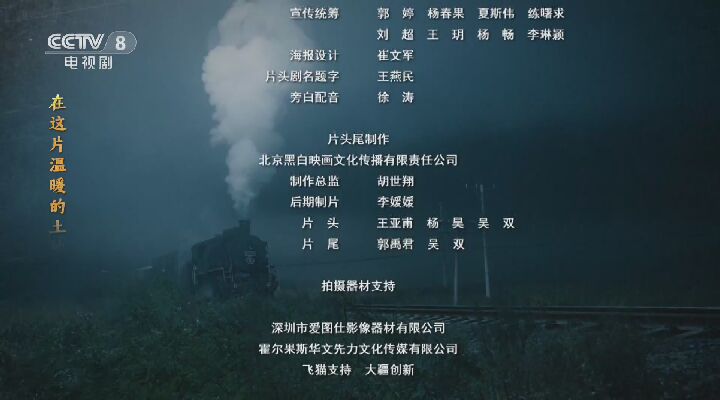 CCTV 8
电视剧
在这片温暖的土
宣传统筹 郭婷 杨春果 夏斯伟 练曙求
刘超 王玥 杨畅 李琳颍
海报设计 崔文军
片头剧名题字 王燕民
旁白配音 徐涛
片头尾制作
北京黑白映画文化传播有限责任公司
制作总监 胡世翔
后期制片 李媛媛
片头 王亚甫 杨昊 吴双
片尾 郭禹君 吴双
拍摄器材支持
深圳市爱图仕影像器材有限公司
霍尔果斯华文先力文化传媒有限公司
飞猫支持 大疆创新